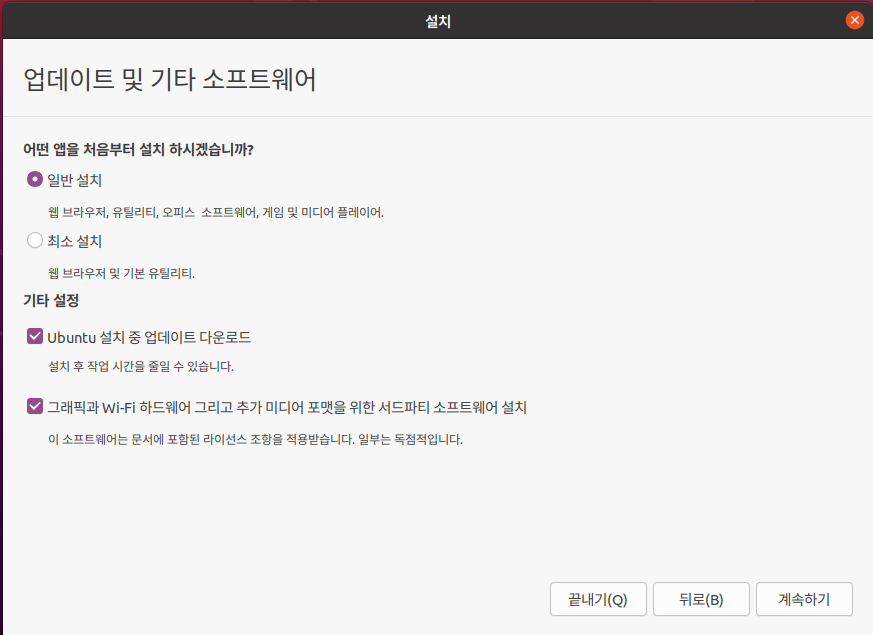 설치
업데이트 및 기타 소프트웨어
어떤 앱을 처음부터 설치 하시겠습니까?
일반 설치
웹 브라우저, 유틸리티, 오피스 소프트웨어, 게임 및 미디어 플레이어.
최소 설치
웹 브라우저 및 기본 유틸리티.
기타 설정
Ubuntu 설치 중 업데이트 다운로드
설치 후 작업 시간을 줄일 수 있습니다.
그래픽과 Wi-Fi 하드웨어 그리고 추가 미디어 포맷을 위한 서드파티 소프트웨어 설치
이 소프트웨어는 문서에 포함된 라이선스 조항을 적용받습니다. 일부는 독점적입니다.
끝내기(Q) 뒤로(B) 계속하기